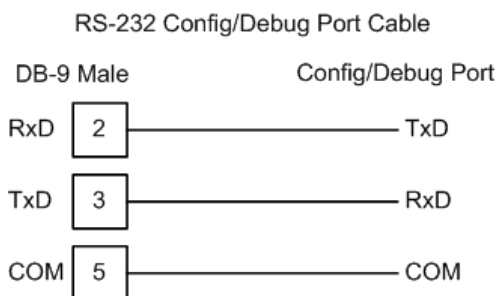 RS-232 Config/Debug Port Cable
DB-9 Male Config/Debug Port
RxD 2 TxD
TxD 3 RxD
COM 5 COM